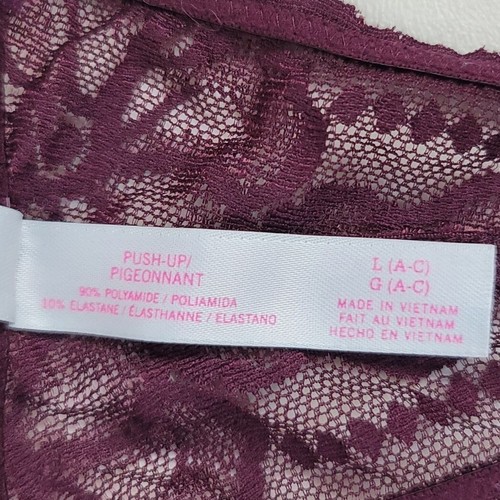 PUSH-UP/
PIGEONNANT
90% POLYAMIDE / POLIAMIDA
10% ELASTANE / ÉLASTHANNE / ELASTANO
L (A-C)
G (A-C)
MADE IN VIETNAM
FAIT AU VIETNAM
HECHO EN VIETNAM